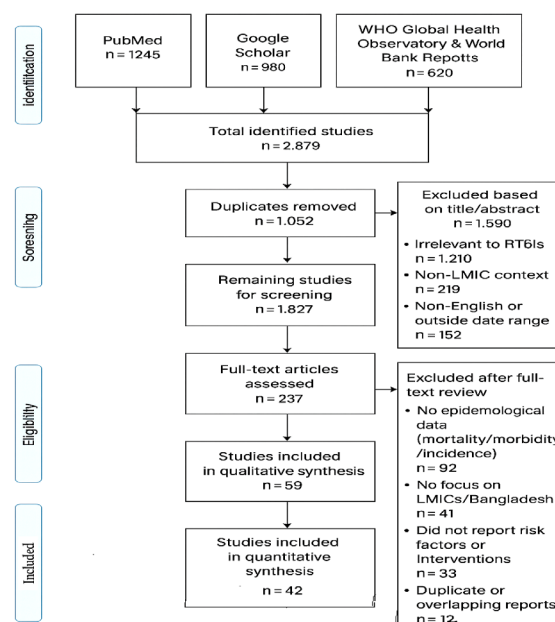 identiitcation
PubMed
n = 1245
Google
Scholar
n = 980
WHO Global Health
Observatory & World
Bank Repotts
n = 620
Total identified studies
n = 2.879
Soresning
Duplicates removed
n = 1.052
Excluded based
on title/abstract
n = 1.590
• Irrelevant to RT6Is
n = 1.210
• Non-LMIC context
n = 219
• Non-English or
outside date range
n = 152
Remaining studies
for screening
n = 1.827
Eligibility
Full-text articles
assessed
n = 237
Excluded after full-
text review
• No epidemological
data
(mortality/morbidity
/incidence)
n = 92
• No focus on
LMICs/Bangladesh
n = 41
• Did not report risk
factors or
Interventions
n = 33
• Duplicate or
overlapping reports
n = 12.
Studies included
in qualitative synthesis
n = 59
Included
Studies included
in quantitative
synthesis
n = 42